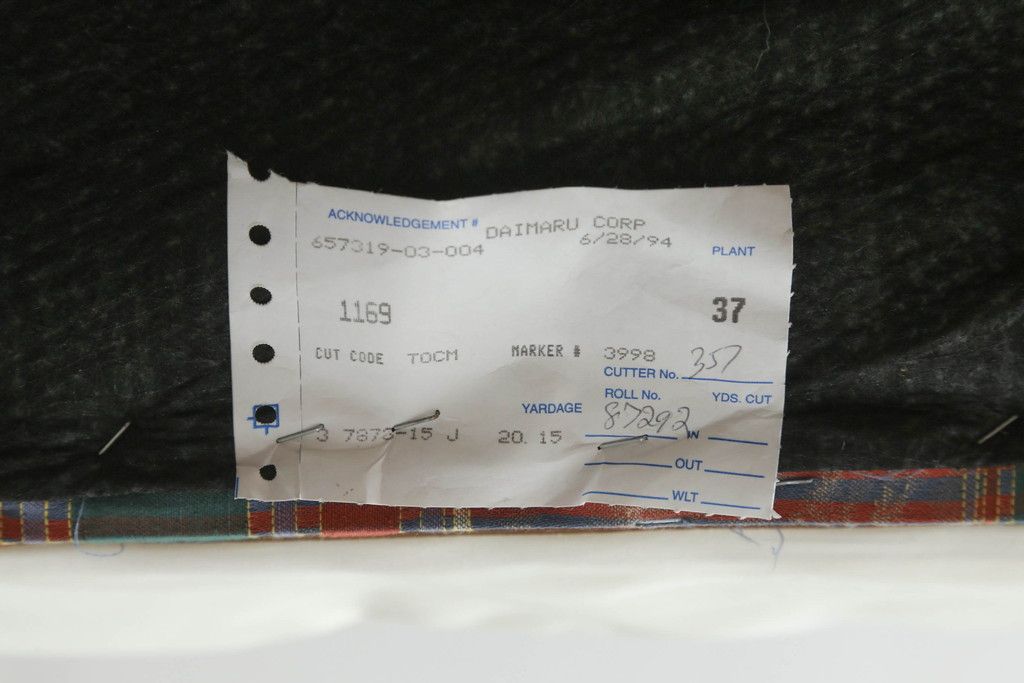 ACKNOWLEDGEMENT # DAIMARU CORP
657319-03-004 6/28/94 PLANT
1169 37
CUT CODE TOCM MARKER # 3998
CUTTER No. 357
ROLL No. YDS. CUT
YARDAGE 87292
3 7873-15 J 20.15 IN
OUT
WLT